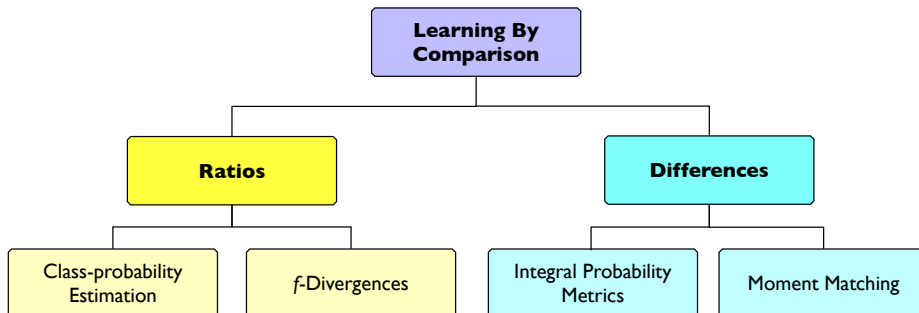 Learning By
Comparison
Ratios
Differences
Class-probability
Estimation
f-Divergences
Integral Probability
Metrics
Moment Matching